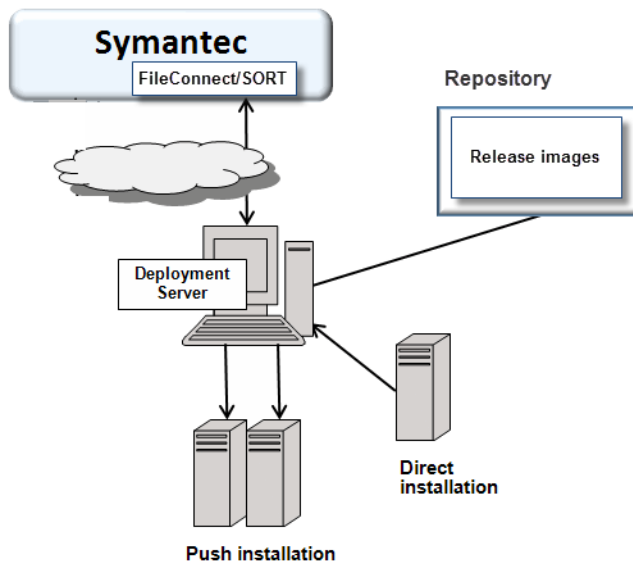 Symantec
FileConnect/SORT
Repository
Release images
Deployment
Server
Direct
installation
Push installation